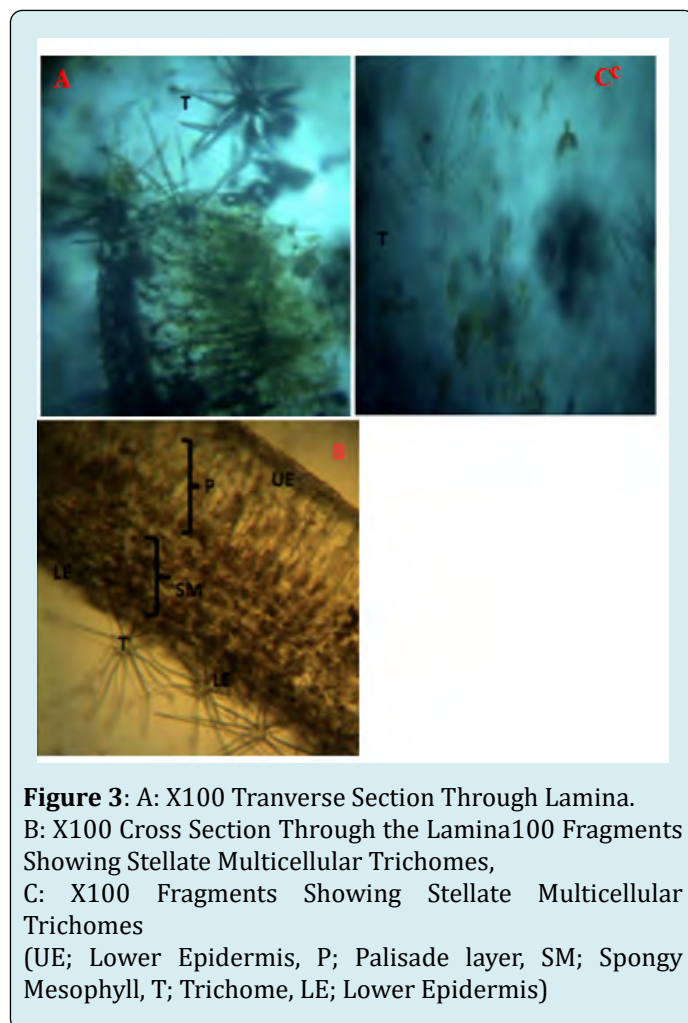 A
T
Cᶜ
T
B
P
UE
LE
SM
T
LE
Figure 3: A: X100 Tranverse Section Through Lamina.
B: X100 Cross Section Through the Lamina100 Fragments
Showing Stellate Multicellular Trichomes,
C: X100 Fragments Showing Stellate Multicellular
Trichomes
(UE; Lower Epidermis, P; Palisade layer, SM; Spongy
Mesophyll, T; Trichome, LE; Lower Epidermis)